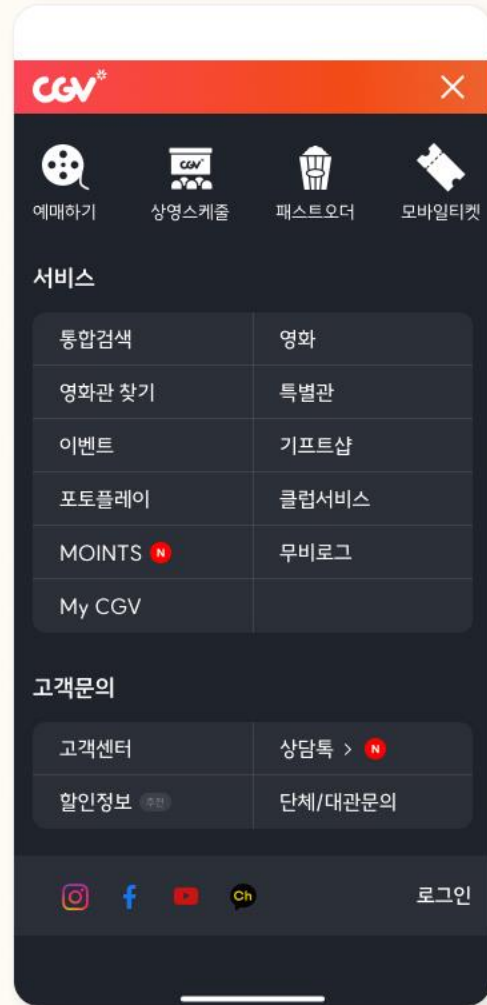 CGV
CGV
예매하기 상영스케줄 패스트오더 모바일티켓
서비스
통합검색 영화
영화관 찾기 특별관
이벤트 기프트샵
포토플레이 클럽서비스
MOINTS N 무비로그
My CGV
고객문의
고객센터 상담톡 > N
할인정보 추천 단체/대관문의
Ch 로그인